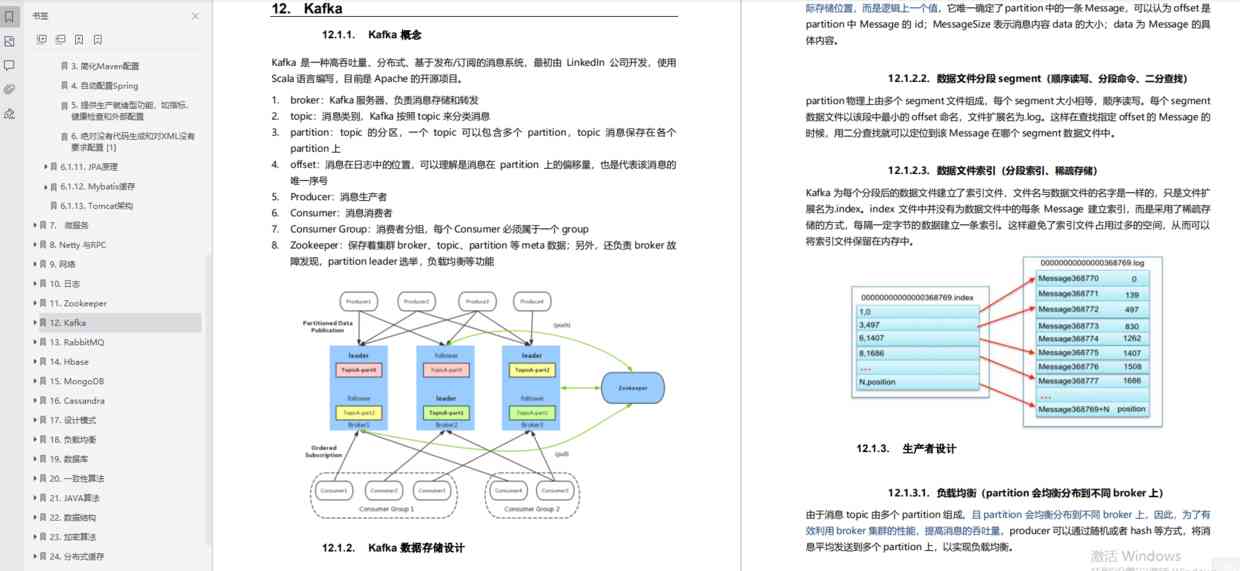 书签
3. 简化Maven配置
4. 自动配置Spring
5. 提供生产就绪型功能，如指标，
健康检查和外部配置
6. 绝对没有代码生成和对XML没有
要求配置 [1]
6.1.11. JPA原理
6.1.12. Mybatis缓存
6.1.13. Tomcat架构
7. 微服务
8. Netty 与RPC
9. 网络
10. 日志
11. Zookeeper
12. Kafka
13. RabbitMQ
14. Hbase
15. MongoDB
16. Cassandra
17. 设计模式
18. 负载均衡
19. 数据库
20. 一致性算法
21. JAVA算法
22. 数据结构
23. 加密算法
24. 分布式缓存
12. Kafka
12.1.1. Kafka 概念
Kafka 是一种高吞吐量、分布式、基于发布/订阅的消息系统，最初由 LinkedIn 公司开发，使用
Scala 语言编写，目前是 Apache 的开源项目。
1. broker：Kafka 服务器，负责消息存储和转发
2. topic：消息类别，Kafka 按照 topic 来分类消息
3. partition：topic 的分区，一个 topic 可以包含多个 partition，topic 消息保存在各个
partition 上
4. offset：消息在日志中的位置，可以理解是消息在 partition 上的偏移量，也是代表该消息的
唯一序号
5. Producer：消息生产者
6. Consumer：消息消费者
7. Consumer Group：消费者分组，每个 Consumer 必须属于一个 group
8. Zookeeper：保存着集群 broker、topic、partition 等 meta 数据；另外，还负责 broker 故
障发现，partition leader 选举，负载均衡等功能
Producer1 Producer2 Producer3 Producer4
Partitioned Data
Publication
(push)
leader follower leader
TopicA-part0 TopicA-part0 TopicA-part2
Zookeeper
follower leader follower
TopicA-part2 TopicA-part1 TopicA-part1
Broker1 Broker2 Broker3
Ordered
Subscription
(pull)
Consumer1 Consumer2 Consumer3 Consumer4 Consumer5
Consumer Group 1 Consumer Group 2
12.1.2. Kafka 数据存储设计
际存储位置，而是逻辑上一个值，它唯一确定了 partition 中的一条 Message，可以认为 offset 是
partition 中 Message 的 id；MessageSize 表示消息内容 data 的大小；data 为 Message 的具
体内容。
12.1.2.2. 数据文件分段 segment（顺序读写、分段命令、二分查找）
partition 物理上由多个 segment 文件组成，每个 segment 大小相等，顺序读写。每个 segment
数据文件以该段中最小的 offset 命名，文件扩展名为.log。这样在查找指定 offset 的 Message 的
时候，用二分查找就可以定位到该 Message 在哪个 segment 数据文件中。
12.1.2.3. 数据文件索引（分段索引、稀疏存储）
Kafka 为每个分段后的数据文件建立了索引文件，文件名与数据文件的名字是一样的，只是文件扩
展名为.index。index 文件中并没有为数据文件中的每条 Message 建立索引，而是采用了稀疏存
储的方式，每隔一定字节的数据建立一条索引。这样避免了索引文件占用过多的空间，从而可以
将索引文件保留在内存中。
00000000000000368769.index
1,0
3,497
6,1407
8,1686
...
N,position
00000000000000368769.log
Message368770 0
Message368771 139
Message368772 497
Message368773 830
Message368774 1262
Message368775 1407
Message368776 1508
Message368777 1686
...
Message368769+N position
12.1.3. 生产者设计
12.1.3.1. 负载均衡（partition 会均衡分布到不同 broker 上）
由于消息 topic 由多个 partition 组成，且 partition 会均衡分布到不同 broker 上，因此，为了有
效利用 broker 集群的性能，提高消息的吞吐量，producer 可以通过随机或者 hash 等方式，将消
息平均发送到多个 partition 上，以实现负载均衡。
激活 Windows